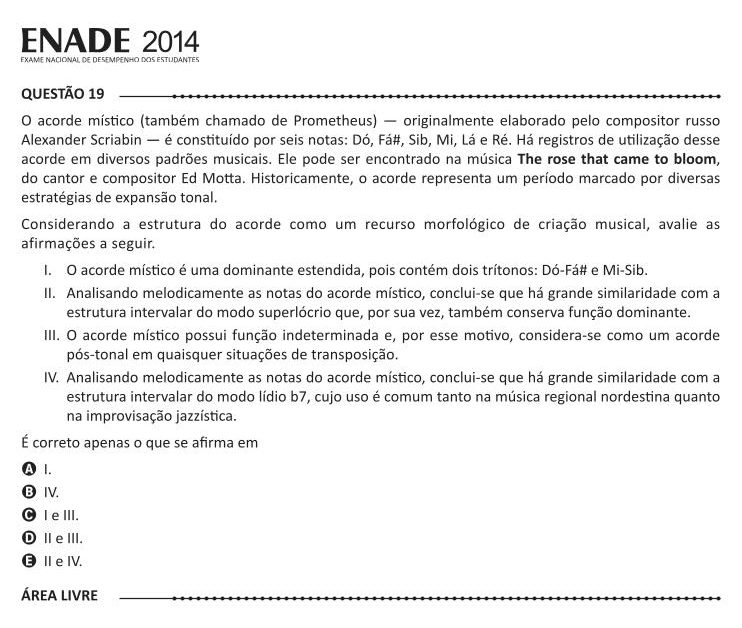 ENADE 2014
EXAME NACIONAL DE DESEMPENHO DOS ESTUDANTES
QUESTÃO 19
O acorde místico (também chamado de Prometheus) — originalmente elaborado pelo compositor russo
Alexander Scriabin — é constituído por seis notas: Dó, Fá#, Sib, Mi, Lá e Ré. Há registros de utilização desse
acorde em diversos padrões musicais. Ele pode ser encontrado na música The rose that came to bloom,
do cantor e compositor Ed Motta. Historicamente, o acorde representa um período marcado por diversas
estratégias de expansão tonal.
Considerando a estrutura do acorde como um recurso morfológico de criação musical, avalie as
afirmações a seguir.
I. O acorde místico é uma dominante estendida, pois contém dois trítonos: Dó-Fá# e Mi-Sib.
II. Analisando melodicamente as notas do acorde místico, conclui-se que há grande similaridade com a
estrutura intervalar do modo superlócrio que, por sua vez, também conserva função dominante.
III. O acorde místico possui função indeterminada e, por esse motivo, considera-se como um acorde
pós-tonal em quaisquer situações de transposição.
IV. Analisando melodicamente as notas do acorde místico, conclui-se que há grande similaridade com a
estrutura intervalar do modo lídio b7, cujo uso é comum tanto na música regional nordestina quanto
na improvisação jazzística.
É correto apenas o que se afirma em
A I.
B IV.
C I e III.
D II e III.
E II e IV.
ÁREA LIVRE